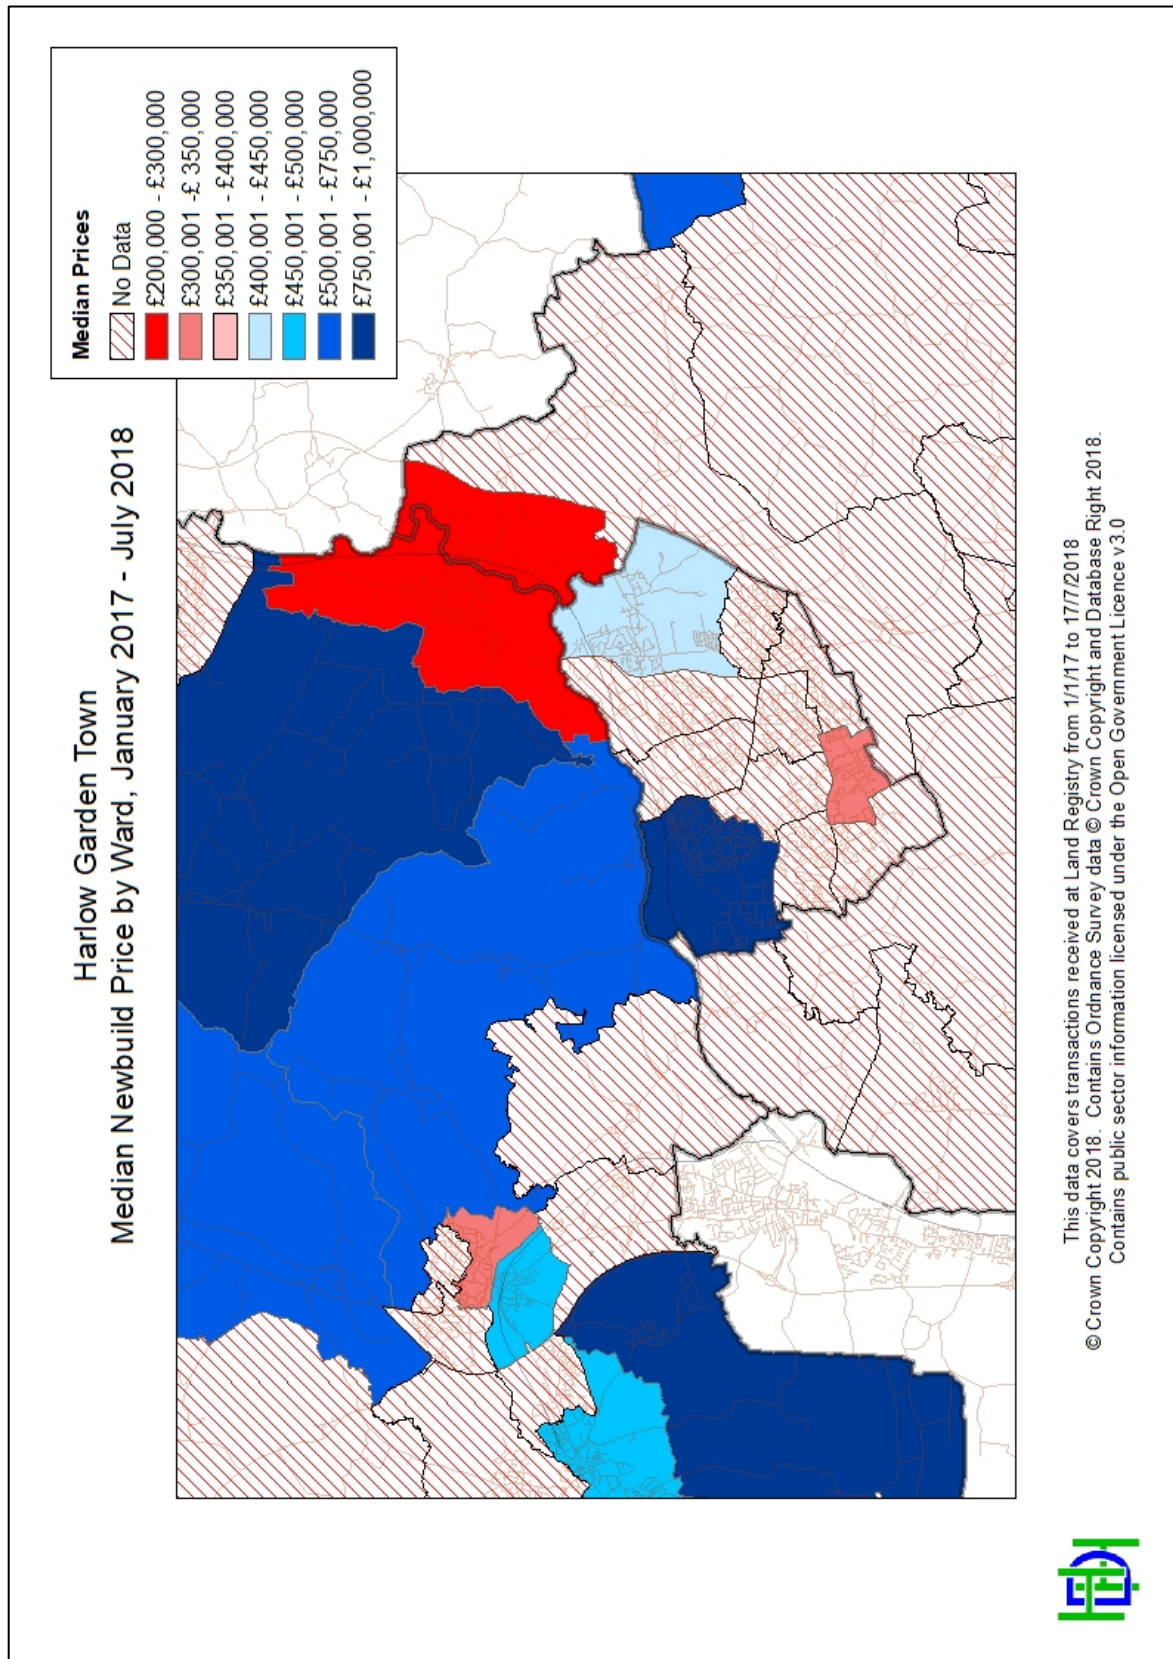 Harlow Garden Town
Median Newbuild Price by Ward, January 2017 - July 2018
Median Prices
No Data
£200,000 - £300,000
£300,001 -£ 350,000
£350,001 - £400,000
£400,001 - £450,000
£450,001 - £500,000
£500,001 - £750,000
£750,001 - £1,000,000
This data covers transactions received at Land Registry from 1/1/17 to 17/7/2018
© Crown Copyright 2018. Contains Ordnance Survey data © Crown Copyright and Database Right 2018.
Contains public sector information licensed under the Open Government Licence v3.0
HDH